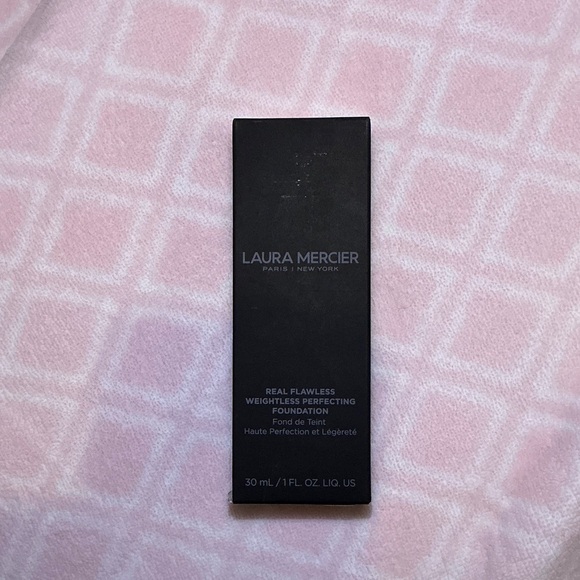 LAURA MERCIER
PARIS | NEW YORK
REAL FLAWLESS
WEIGHTLESS PERFECTING
FOUNDATION
Fond de Teint
Haute Perfection et Légèreté
30 mL / 1 FL. OZ. LIQ. US